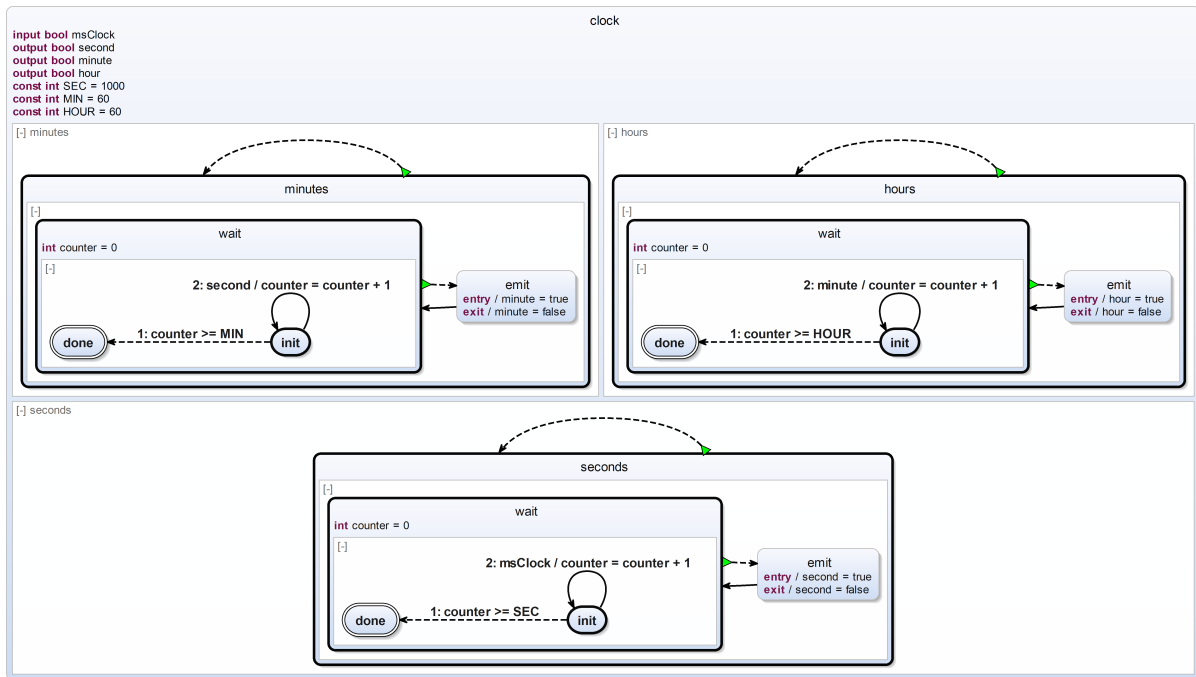 clock
input bool msClock
output bool second
output bool minute
output bool hour
const int SEC = 1000
const int MIN = 60
const int HOUR = 60
[-] minutes
minutes
[-]
wait
int counter = 0
[-]
2: second / counter = counter + 1
1: counter >= MIN
done
init
emit
entry / minute = true
exit / minute = false
[-] hours
hours
[-]
wait
int counter = 0
[-]
2: minute / counter = counter + 1
1: counter >= HOUR
done
init
emit
entry / hour = true
exit / hour = false
[-] seconds
seconds
[-]
wait
int counter = 0
[-]
2: msClock / counter = counter + 1
1: counter >= SEC
done
init
emit
entry / second = true
exit / second = false